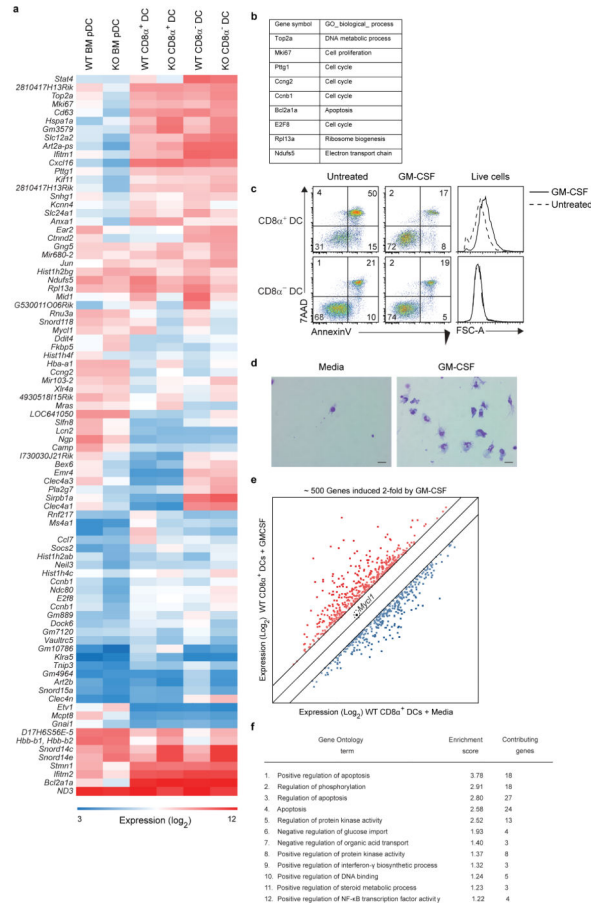 a
WT BM pDC
KO BM pDC
WT CD8α+ DC
KO CD8α+ DC
WT CD8α- DC
KO CD8α- DC
Stat4
2810417H13Rik
Top2a
Mki67
Cd63
Hspa1a
Gm3579
Slc12a2
Art2a-ps
Ifitm1
Cxcl16
Pttg1
Kif11
2810417H13Rik
Snhg1
Kcnn4
Slc24a1
Anxa1
Ear2
Ctnnd2
Gng5
Mir680-2
Jun
Hist1h2bg
Ndufs5
Rpl13a
Mid1
G530011O06Rik
Rnu3a
Snord118
Mycl1
Ddit4
Fkbp5
Hist1h4f
Hba-a1
Ccng2
Mir103-2
Xlr4a
4930518I15Rik
Mras
LOC641050
Slfn8
Lcn2
Ngp
Camp
I730030J21Rik
Bex6
Emr4
Clec4a3
Pla2g7
Sirpb1a
Clec4a1
Rnf217
Ms4a1
Ccl7
Socs2
Hist1h2ab
Neil3
Hist1h4c
Ccnb1
Ndc80
E2f8
Ccnb1
Gm889
Dock6
Gm7120
Vaultrc5
Gm10786
Klra5
Tnip3
Gm4964
Art2b
Snord15a
Clec4n
Etv1
Mcpt8
Gnai1
D17H6S56E-5
Hbb-b1, Hbb-b2
Snord14c
Snord14e
Stmn1
Ifitm2
Bcl2a1a
ND3
3 Expression (log2) 12
b
Gene symbol GO_ biological_ process
Top2a DNA metabolic process
Mki67 Cell proliferation
Pttg1 Cell cycle
Ccng2 Cell cycle
Ccnb1 Cell cycle
Bcl2a1a Apoptosis
E2F8 Cell cycle
Rpl13a Ribosome biogenesis
Ndufs5 Electron transport chain
c
Untreated GM-CSF Live cells
GM-CSF
Untreated
CD8α+ DC
4 50 2 17
31 15 72 8
CD8α- DC
1 21 2 19
68 10 74 5
7AAD
AnnexinV
FSC-A
d
Media GM-CSF
e
~ 500 Genes induced 2-fold by GM-CSF
Expression (Log2) WT CD8α+ DCs + GMCSF
Mycl1
Expression (Log2) WT CD8α+ DCs + Media
f
Gene Ontology term Enrichment score Contributing genes
1. Positive regulation of apoptosis 3.78 18
2. Regulation of phosphorylation 2.91 18
3. Regulation of apoptosis 2.80 27
4. Apoptosis 2.58 24
5. Regulation of protein kinase activity 2.52 13
6. Negative regulation of glucose import 1.93 4
7. Negative regulation of organic transport 1.40 3
8. Positive regulation of protein kinase activity 1.37 8
9. Positive regulation of interferon-γ biosynthetic process 1.32 3
10. Positive regulation of DNA binding 1.24 5
11. Positive regulation of steroid metabolic process 1.23 3
12. Positive regulation of NF-κB transcription factor activity 1.22 4